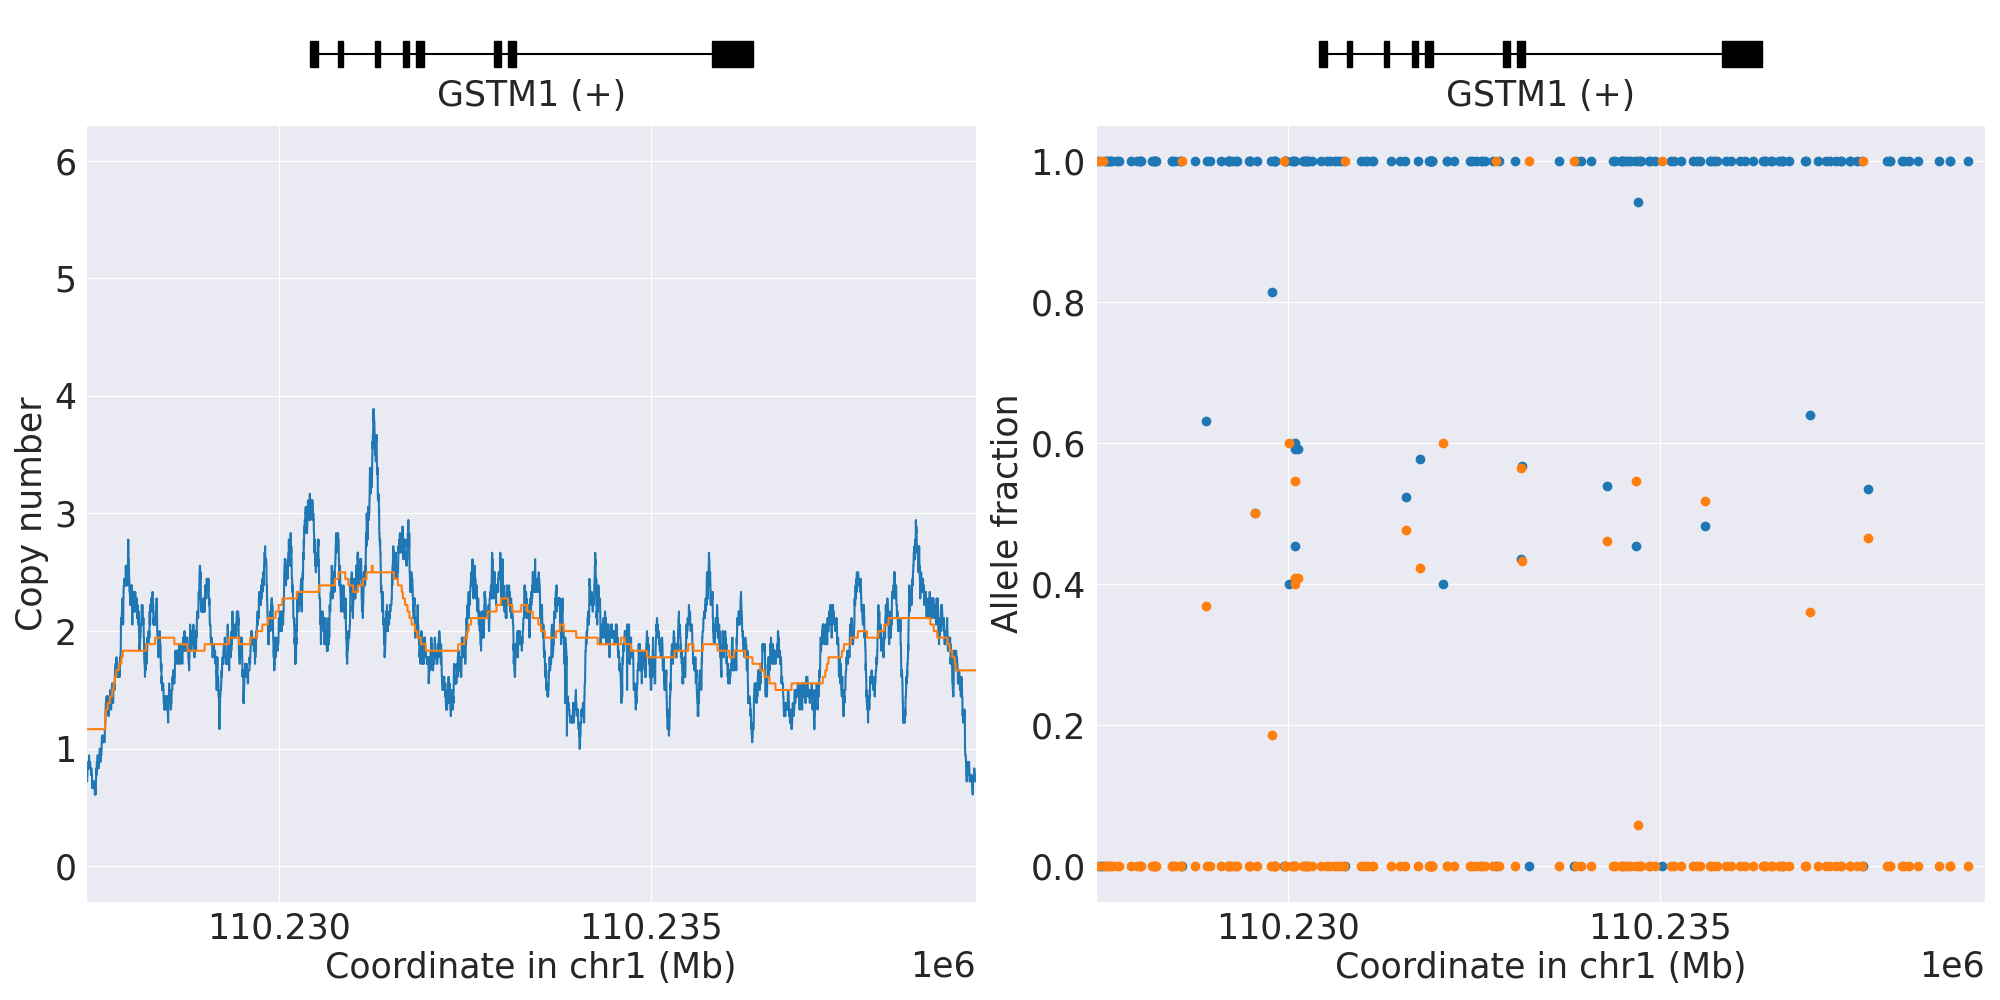 GSTM1 (+)
6
5
4
3
2
1
0
Copy number
110.230
110.235
Coordinate in chr1 (Mb)
1e6
GSTM1 (+)
1.0
0.8
0.6
0.4
0.2
0.0
Allele fraction
110.230
110.235
Coordinate in chr1 (Mb)
1e6